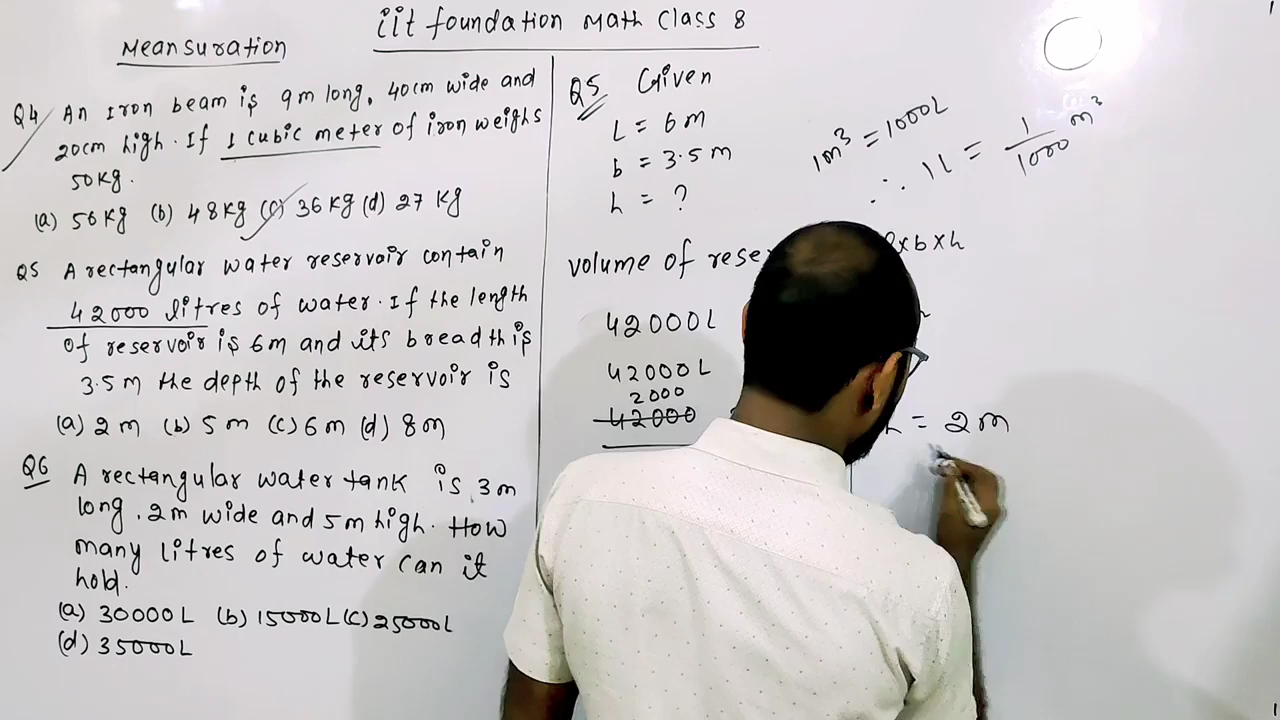 iit foundation Math Class 8
Meansuration
Q4 An Iron beam is 9m long, 40cm wide and
20cm high. If 1 cubic meter of iron weighs
50Kg.
(a) 56Kg (b) 48Kg (c) 36Kg (d) 27 Kg
Q5 A rectangular water reservoir contain
42000 litres of water. If the length
of reservoir is 6m and its breadth is
3.5m the depth of the reservoir is
(a) 2m (b) 5m (c) 6m (d) 8m
Q6 A rectangular water tank is 3m
long, 2m wide and 5m high. How
many litres of water can it
hold.
(a) 30000L (b) 15000L (c) 25000L
(d) 35000L
Q5 Given
L = 6m
b = 3.5m
h = ?
1m³ = 1000L
∴ 1L = 1/1000 m³
volume of l×b×h
42000L
42000L
2000
42000
h = 2m